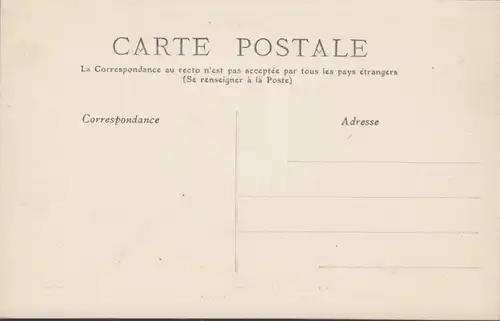 CARTE POSTALE
La Correspondance au recto n'est pas acceptée par tous les pays étrangers
(Se renseigner à la Poste)
Correspondance
Adresse